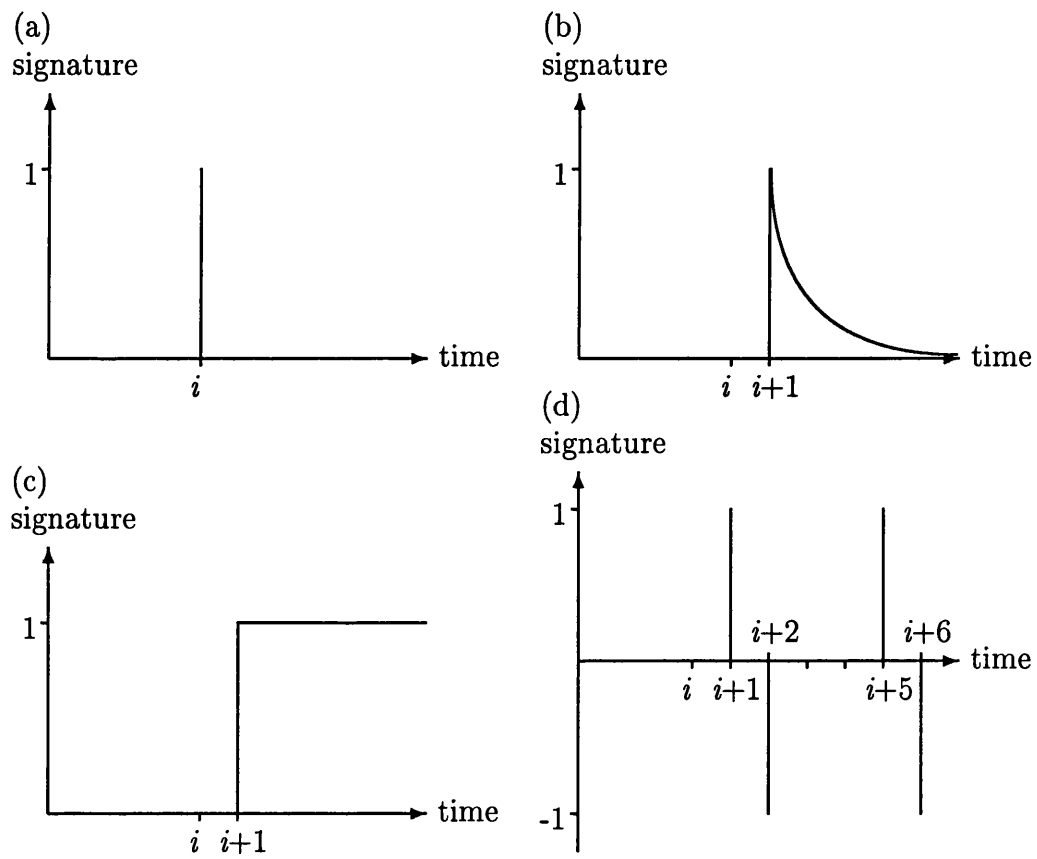 (a)
signature
1
time
i
(b)
signature
1
time
i i+1
(c)
signature
1
time
i i+1
(d)
signature
1
i+2 i+6
time
i i+1 i+5
-1